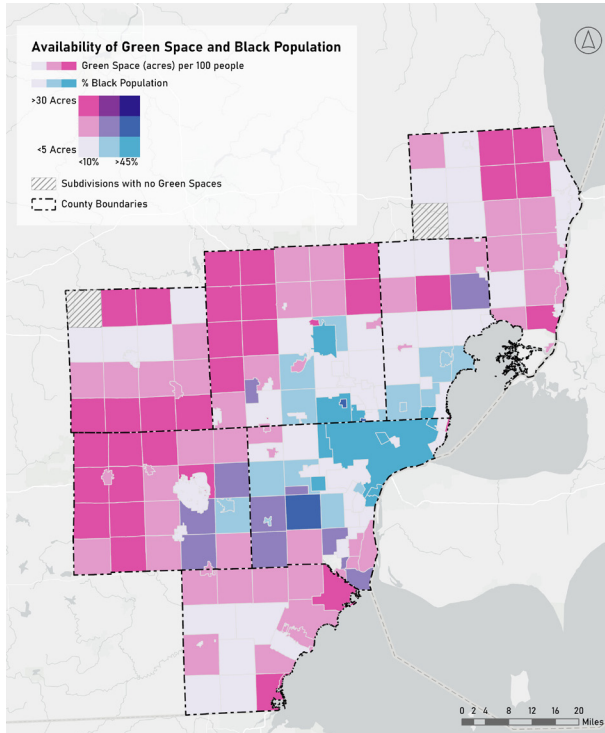 Availability of Green Space and Black Population
Green Space (acres) per 100 people
% Black Population
>30 Acres
<5 Acres
<10%
>45%
Subdivisions with no Green Spaces
County Boundaries
0 2 4 8 12 16 20
Miles